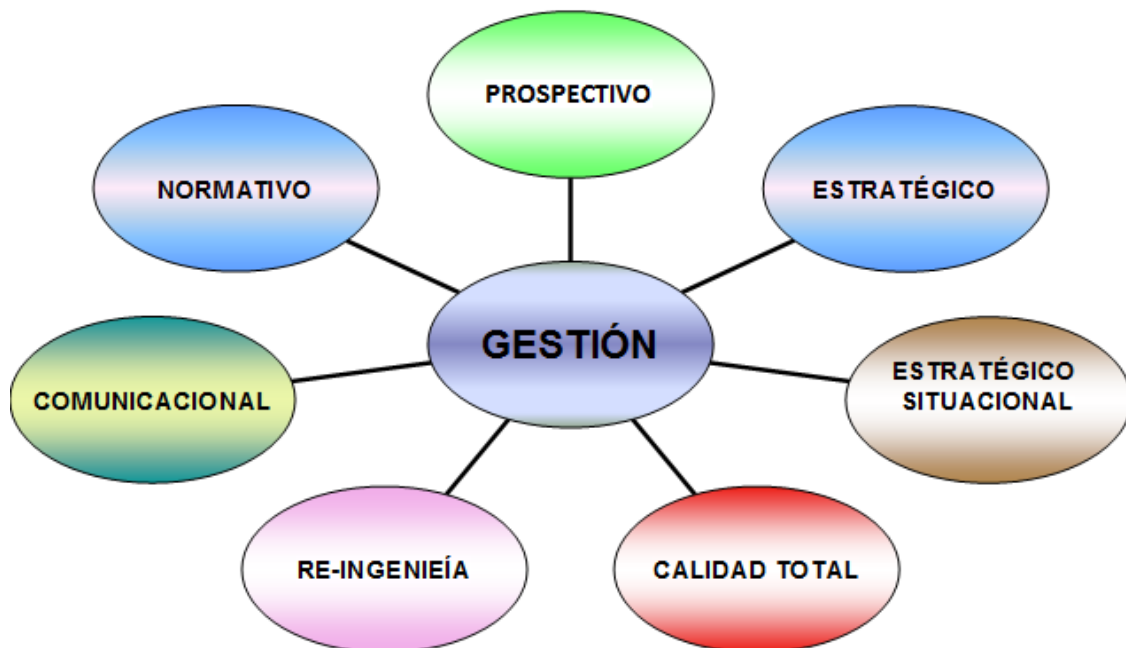 PROSPECTIVO
NORMATIVO
ESTRATÉGICO
GESTIÓN
COMUNICACIONAL
ESTRATÉGICO
SITUACIONAL
RE-INGENIEÍA
CALIDAD TOTAL